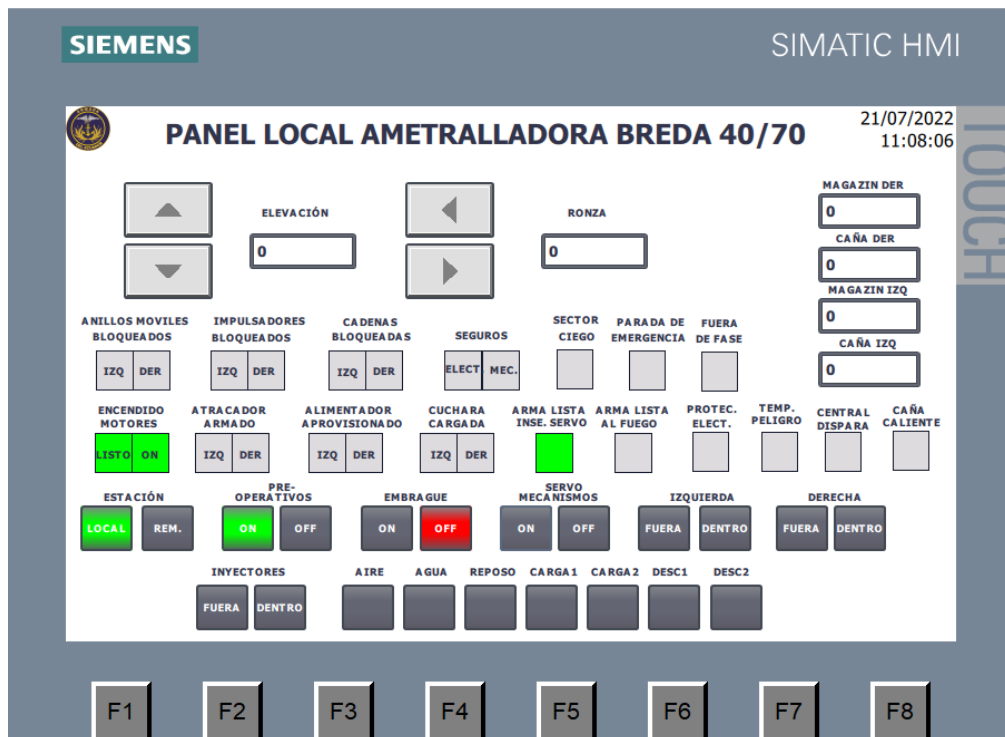 SIEMENS
SIMATIC HMI
TOUCH
PANEL LOCAL AMETRALLADORA BREDA 40/70
21/07/2022
11:08:06
ELEVACIÓN
0
RONZA
0
MAGAZIN DER
0
CAÑA DER
0
MAGAZIN IZQ
0
CAÑA IZQ
0
ANILLOS MOVILES
BLOQUEADOS
IZQ DER
IMPULSADORES
BLOQUEADOS
IZQ DER
CADENAS
BLOQUEADAS
IZQ DER
SEGUROS
ELECT. MEC.
SECTOR
CIEGO
PARADA DE
EMERGENCIA
FUERA
DE FASE
ENCENDIDO
MOTORES
LISTO ON
ATRACADOR
ARMADO
IZQ DER
ALIMENTADOR
APROVISIONADO
IZQ DER
CUCHARA
CARGADA
IZQ DER
ARMA LISTA
INSE. SERVO
ARMA LISTA
AL FUEGO
PROTEC.
ELECT.
TEMP.
PELIGRO
CENTRAL
DISPARA
CAÑA
CALIENTE
ESTACIÓN
LOCAL REM.
PRE-
OPERATIVOS
ON OFF
EMBRAGUE
ON OFF
SERVO
MECANISMOS
ON OFF
IZQUIERDA
FUERA DENTRO
DERECHA
FUERA DENTRO
INYECTORES
FUERA DENTRO
AIRE
AGUA
REPOSO
CARGA1
CARGA2
DESC1
DESC2
F1 F2 F3 F4 F5 F6 F7 F8